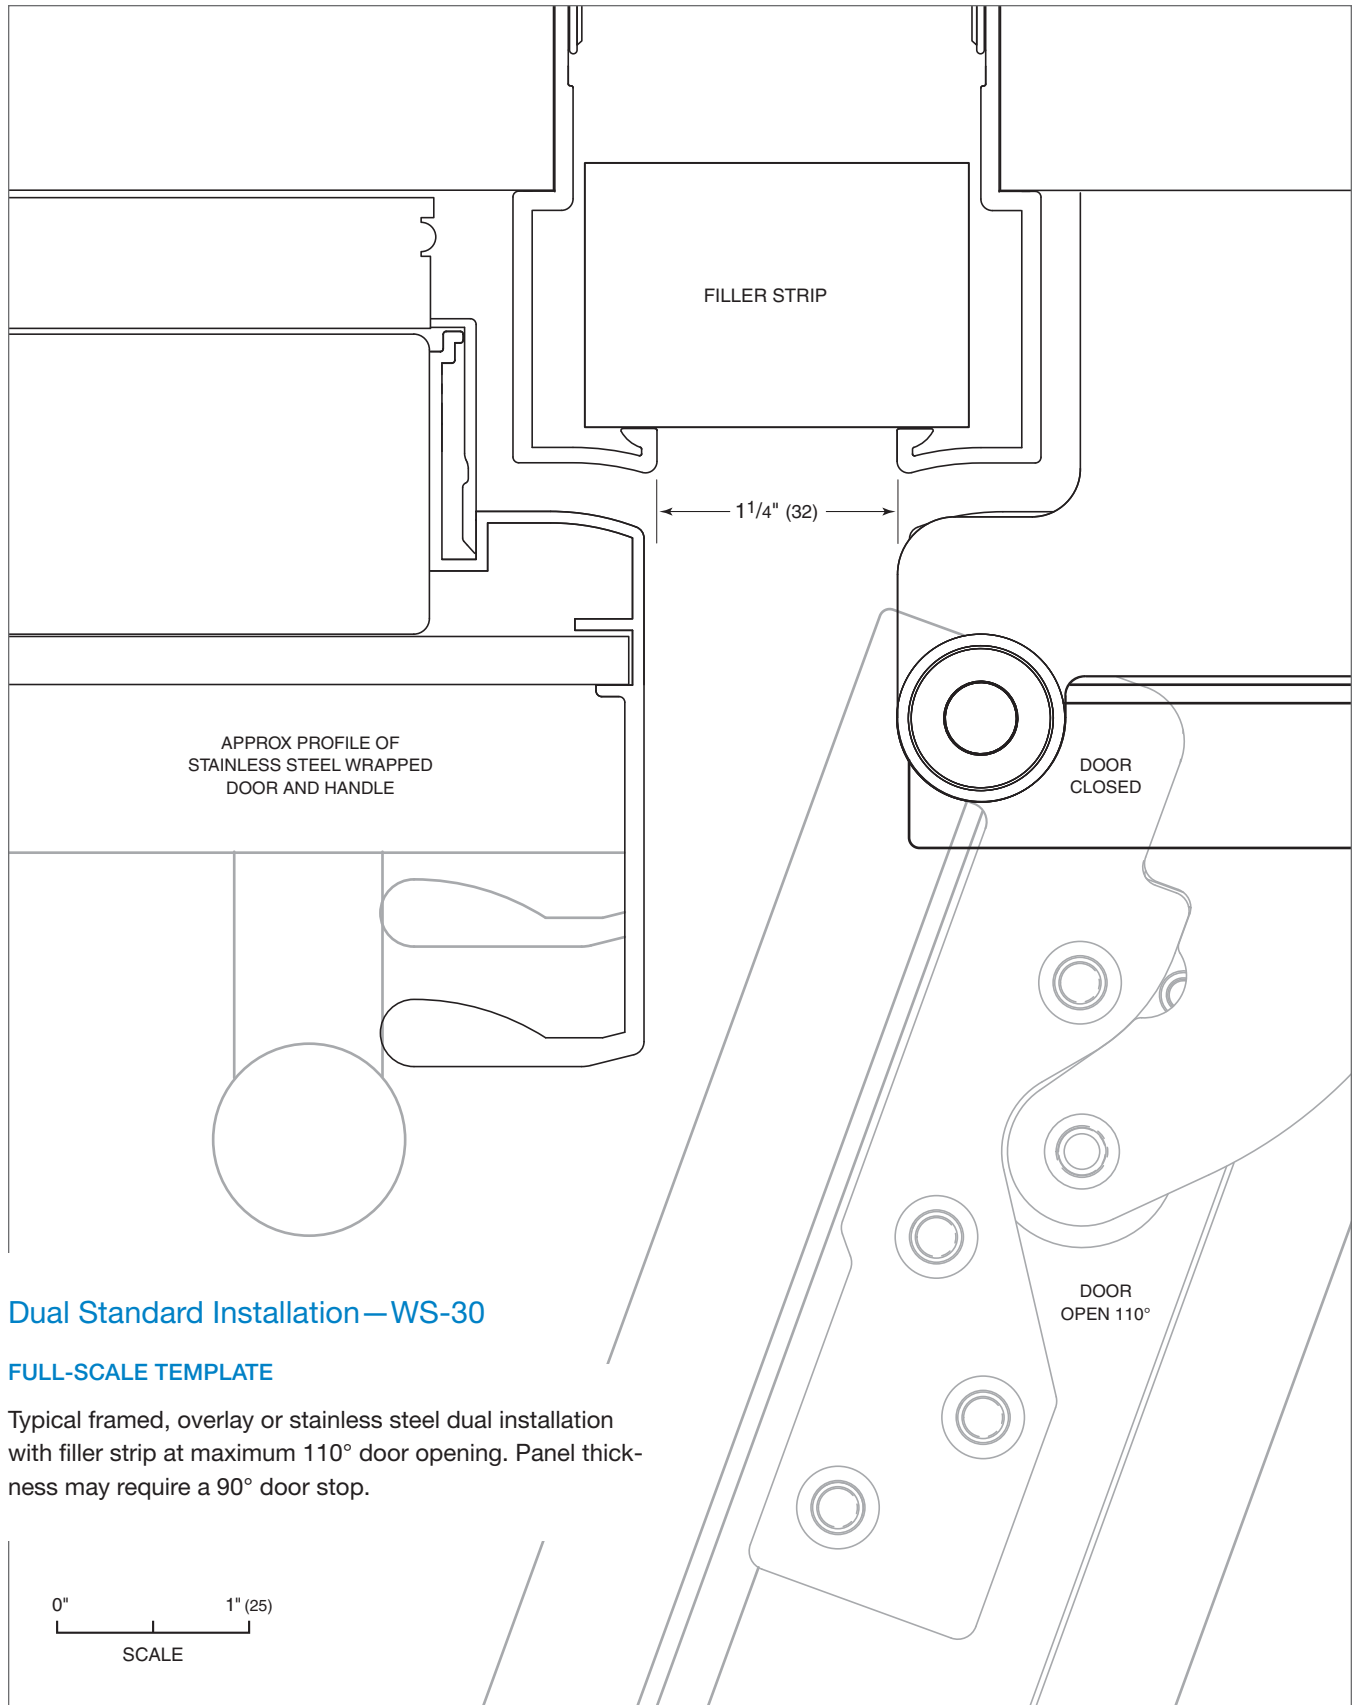 FILLER STRIP
1 1/4" (32)
APPROX PROFILE OF
STAINLESS STEEL WRAPPED
DOOR AND HANDLE
DOOR
CLOSED
DOOR
OPEN 110°
Dual Standard Installation—WS-30
FULL-SCALE TEMPLATE
Typical framed, overlay or stainless steel dual installation
with filler strip at maximum 110° door opening. Panel thick-
ness may require a 90° door stop.
0" 1" (25)
SCALE